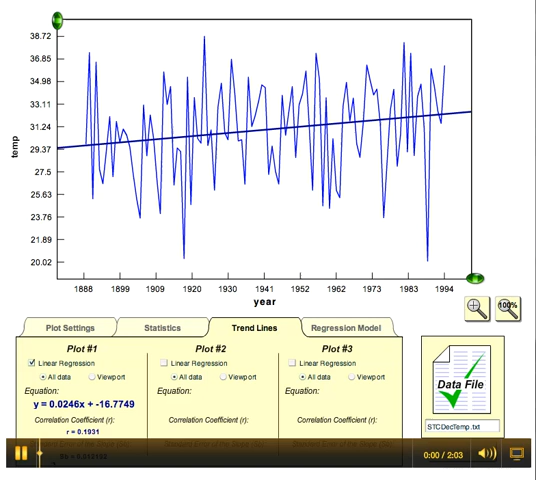 38.72
36.85
34.98
33.11
31.24
29.37
27.5
25.63
23.76
21.89
20.02
temp
1888 1899 1909 1920 1930 1941 1952 1962 1973 1983 1994
year
100%
Plot Settings Statistics Trend Lines Regression Model
Plot #1 Plot #2 Plot #3
Linear Regression Linear Regression Linear Regression
All data Viewport All data Viewport All data Viewport
Equation: Equation: Equation:
y = 0.0246x + -16.7749
Correlation Coefficient (r): Correlation Coefficient (r): Correlation Coefficient (r):
r = 0.1931
Data File
STCDecTemp.txt
0:00 / 2:03